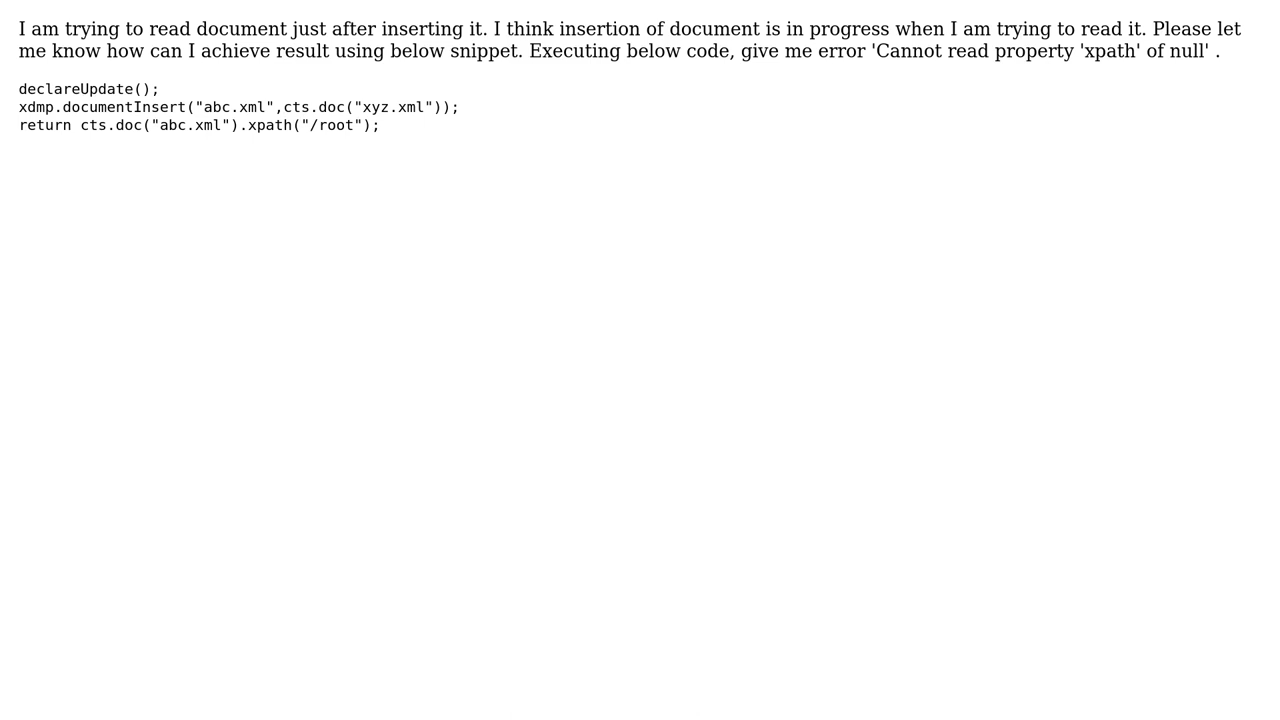 I am trying to read document just after inserting it. I think insertion of document is in progress when I am trying to read it. Please let
me know how can I achieve result using below snippet. Executing below code, give me error 'Cannot read property 'xpath' of null' .
declareUpdate();
xdmp.documentInsert("abc.xml",cts.doc("xyz.xml"));
return cts.doc("abc.xml").xpath("/root");